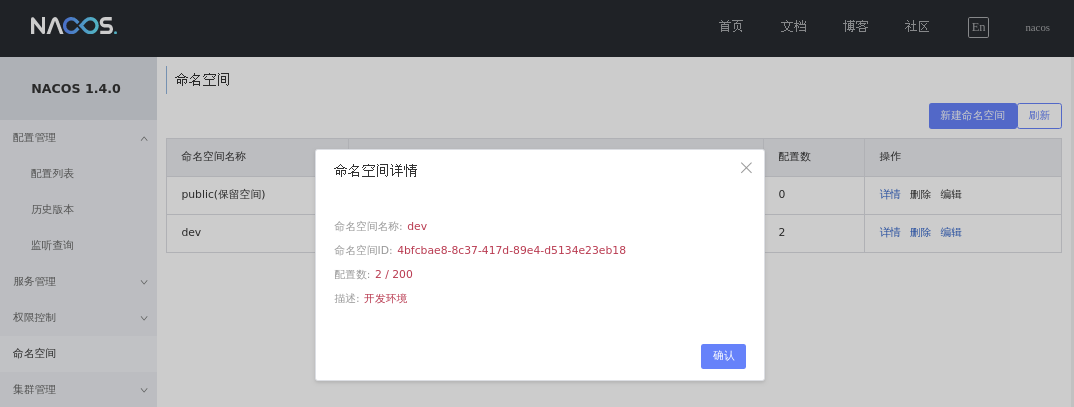 NACOS.
首页 文档 博客 社区 En nacos
NACOS 1.4.0
配置管理
配置列表
历史版本
监听查询
服务管理
权限控制
命名空间
集群管理
命名空间
新建命名空间 刷新
命名空间名称 配置数 操作
public(保留空间) 0 详情 删除 编辑
dev 2 详情 删除 编辑
命名空间详情
命名空间名称: dev
命名空间ID: 4bfcbae8-8c37-417d-89e4-d5134e23eb18
配置数: 2 / 200
描述: 开发环境
确认